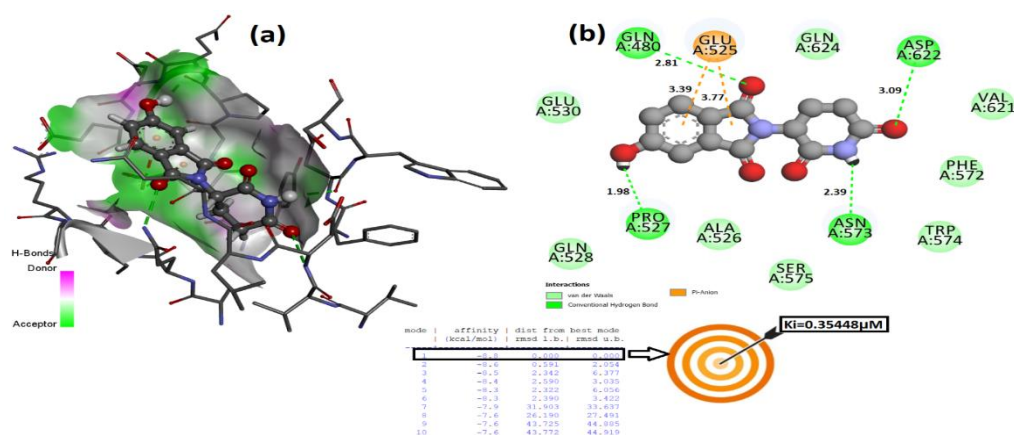 (a)
H-Bonds
Donor
Acceptor
(b)
GLN
A:480
GLU
A:525
GLN
A:624
ASP
A:622
2.81
3.39
3.77
3.09
GLU
A:530
VAL
A:621
PHE
A:572
1.98
2.39
PRO
A:527
ALA
A:526
ASN
A:573
TRP
A:574
GLN
A:528
SER
A:575
Interactions
van der Waals
Conventional Hydrogen Bond
Pi-Anion
Ki=0.35448µM
mode | affinity | dist from best mode
| (kcal/mol) | rmsd l.b.| rmsd u.b.
1 -8.8 0.000 0.000
2 -8.6 0.591 2.054
3 -8.5 2.342 6.377
4 -8.4 2.590 3.035
5 -8.3 2.322 6.056
6 -8.3 2.390 3.422
7 -7.9 31.903 33.637
8 -7.6 26.190 27.491
9 -7.6 43.725 44.805
10 -7.6 43.772 44.919